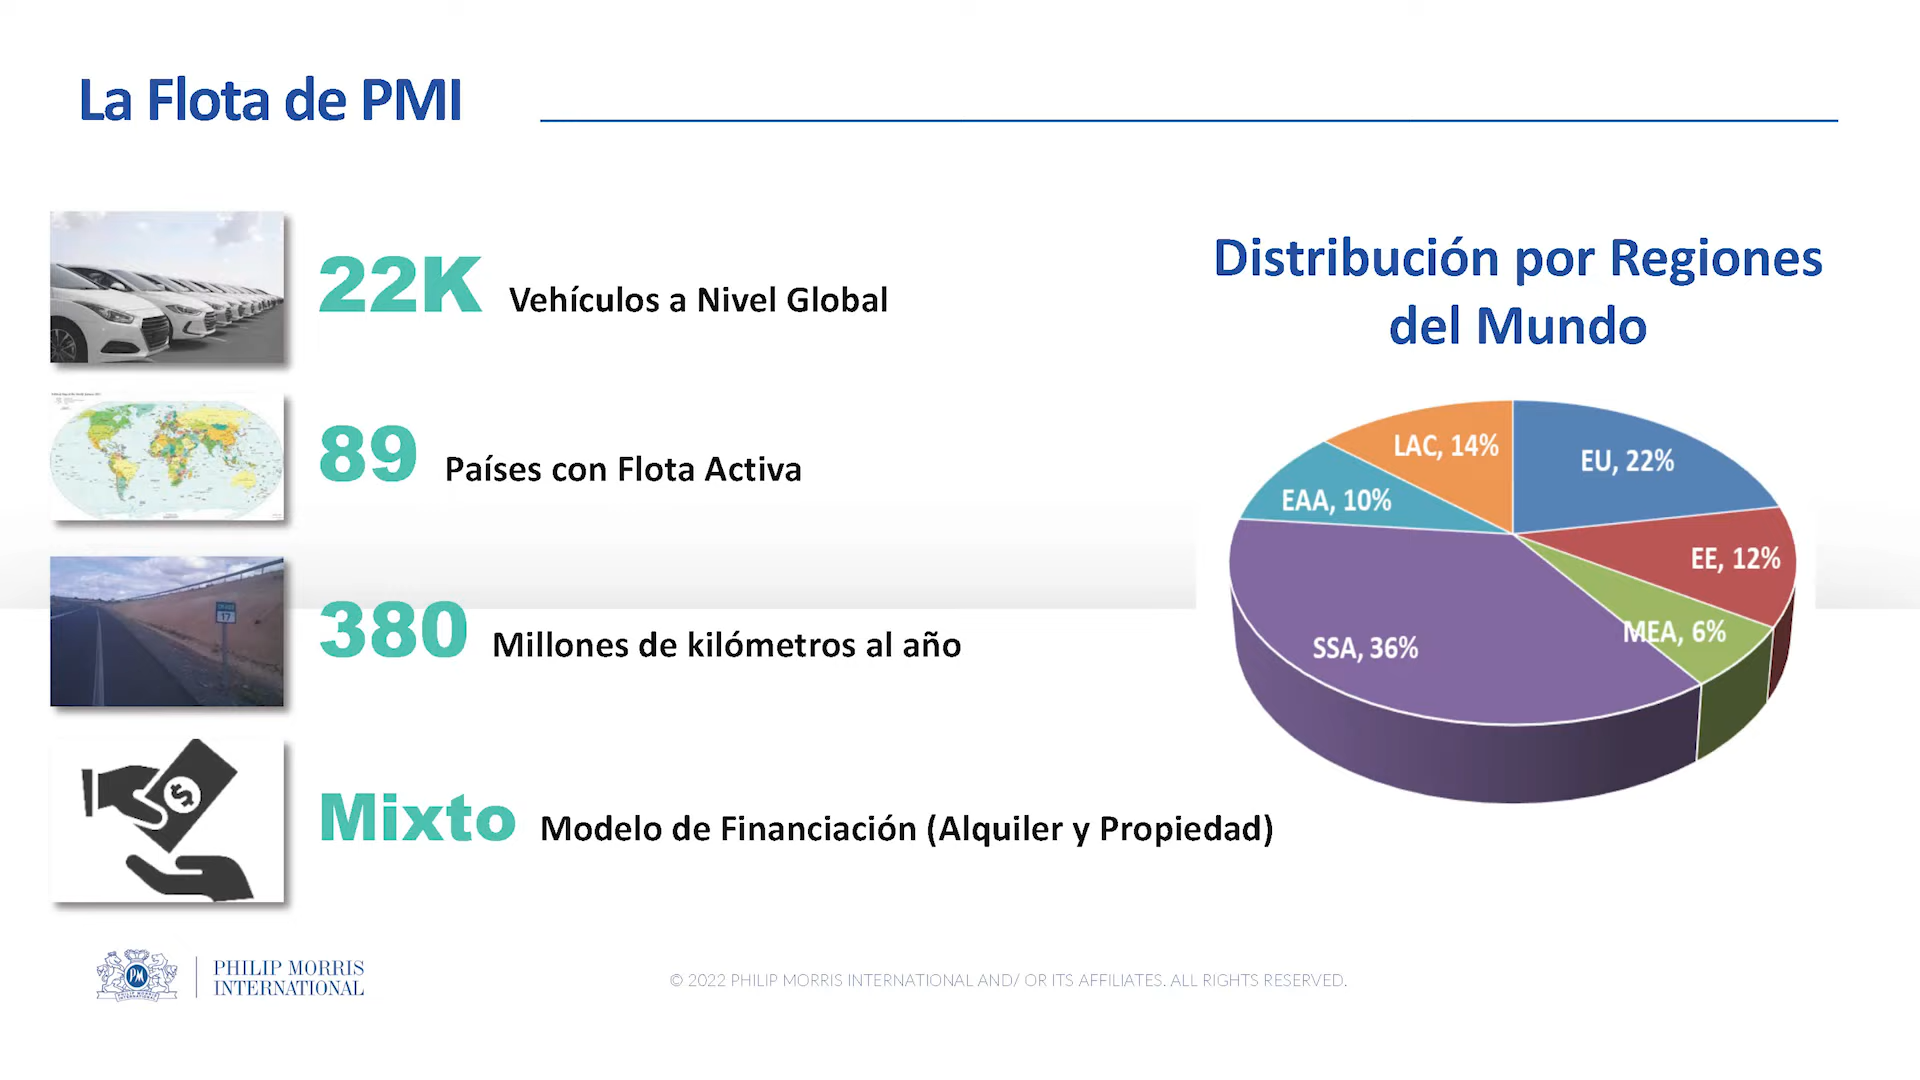 La Flota de PMI
22K Vehículos a Nivel Global
89 Países con Flota Activa
380 Millones de kilómetros al año
17
Mixto Modelo de Financiación (Alquiler y Propiedad)
Distribución por Regiones
del Mundo
LAC, 14%
EU, 22%
EAA, 10%
EE, 12%
MEA, 6%
SSA, 36%
PM
PHILIP MORRIS
INTERNATIONAL
© 2022 PHILIP MORRIS INTERNATIONAL AND/ OR ITS AFFILIATES. ALL RIGHTS RESERVED.